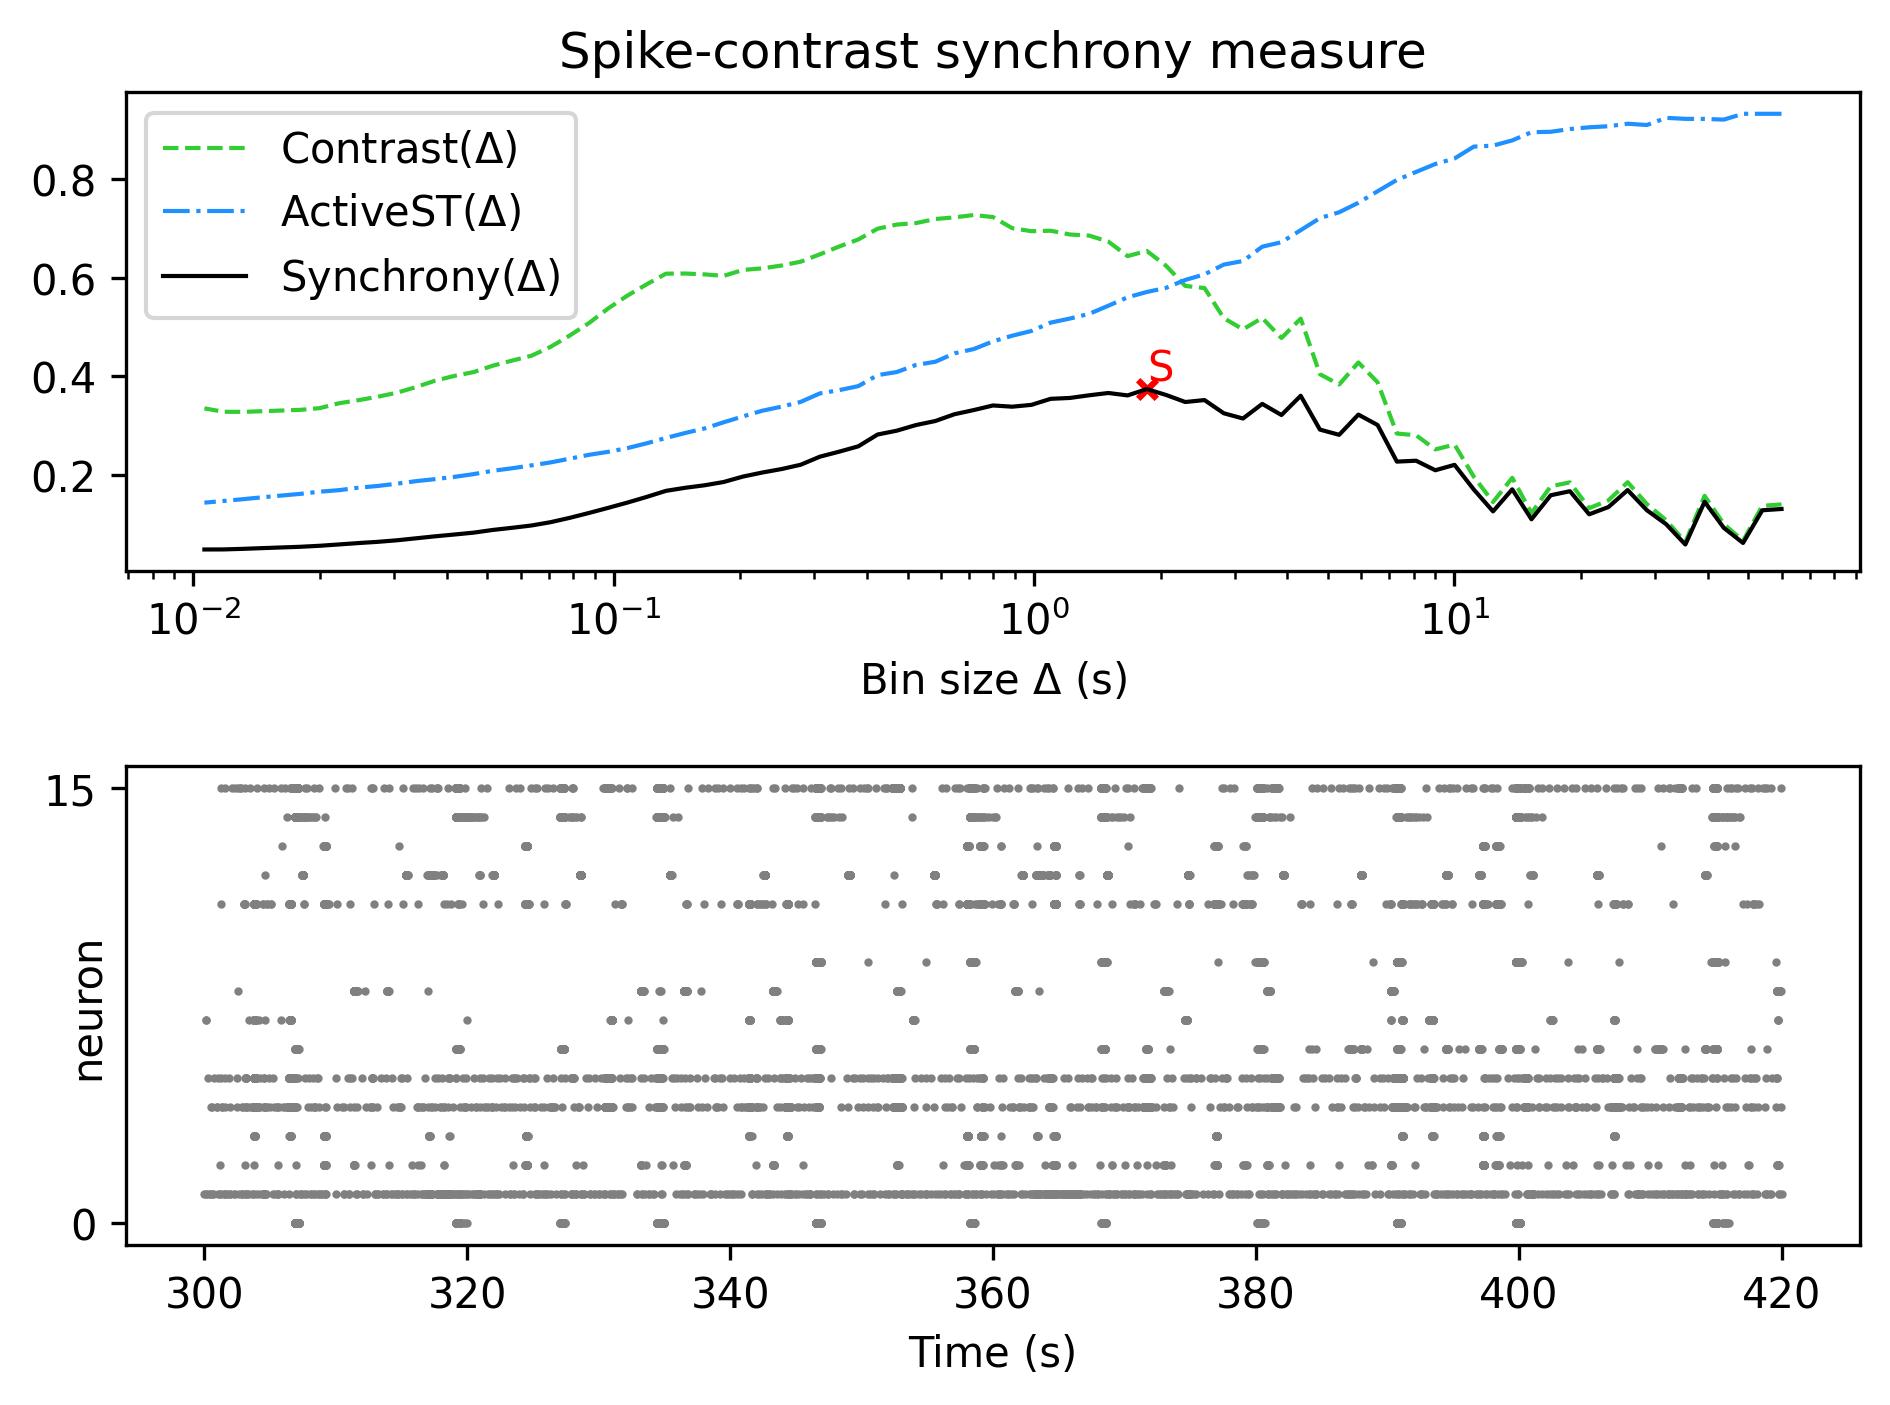 Spike-contrast synchrony measure
Contrast(Δ)
ActiveST(Δ)
Synchrony(Δ)
0.8
0.6
0.4
0.2
S
10⁻² 10⁻¹ 10⁰ 10¹
Bin size Δ (s)
15
neuron
0
300 320 340 360 380 400 420
Time (s)